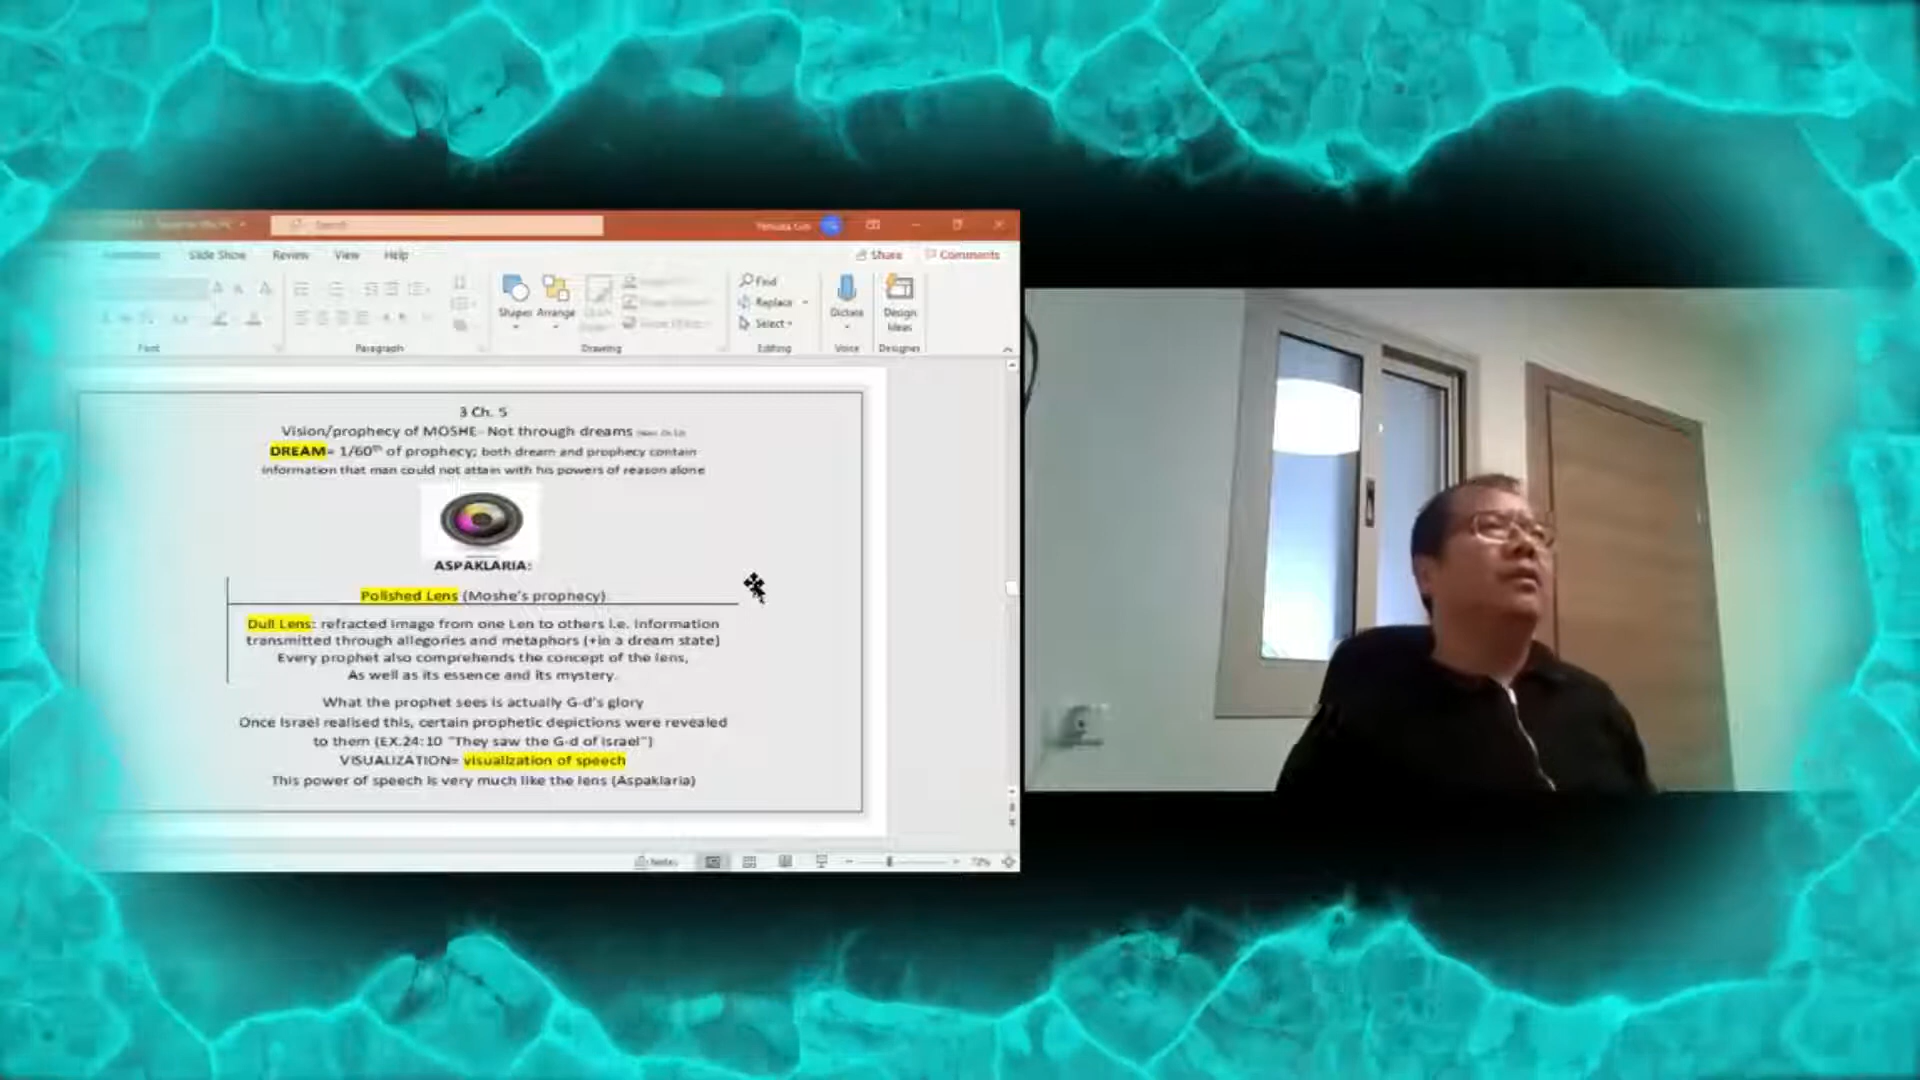 Search
Slide Show Review View Help
Share Comments
Find
Shapes Arrange
Replace
Dictate Design
Select
Ideas
Font Paragraph Drawing Editing Voice Designer
3 Ch. 5
Vision/prophecy of MOSHE- Not through dreams
DREAM= 1/60th of prophecy; both dream and prophecy contain
information that man could not attain with his powers of reason alone
ASPAKLARIA:
Polished Lens (Moshe's prophecy)
Dull Lens: refracted image from one Len to others i.e. information
transmitted through allegories and metaphors (+in a dream state)
Every prophet also comprehends the concept of the lens,
As well as its essence and its mystery.
What the prophet sees is actually G-d's glory
Once Israel realised this, certain prophetic depictions were revealed
to them (EX.24:10 "They saw the G-d of Israel")
VISUALIZATION= visualization of speech
This power of speech is very much like the lens (Aspaklaria)
Notes